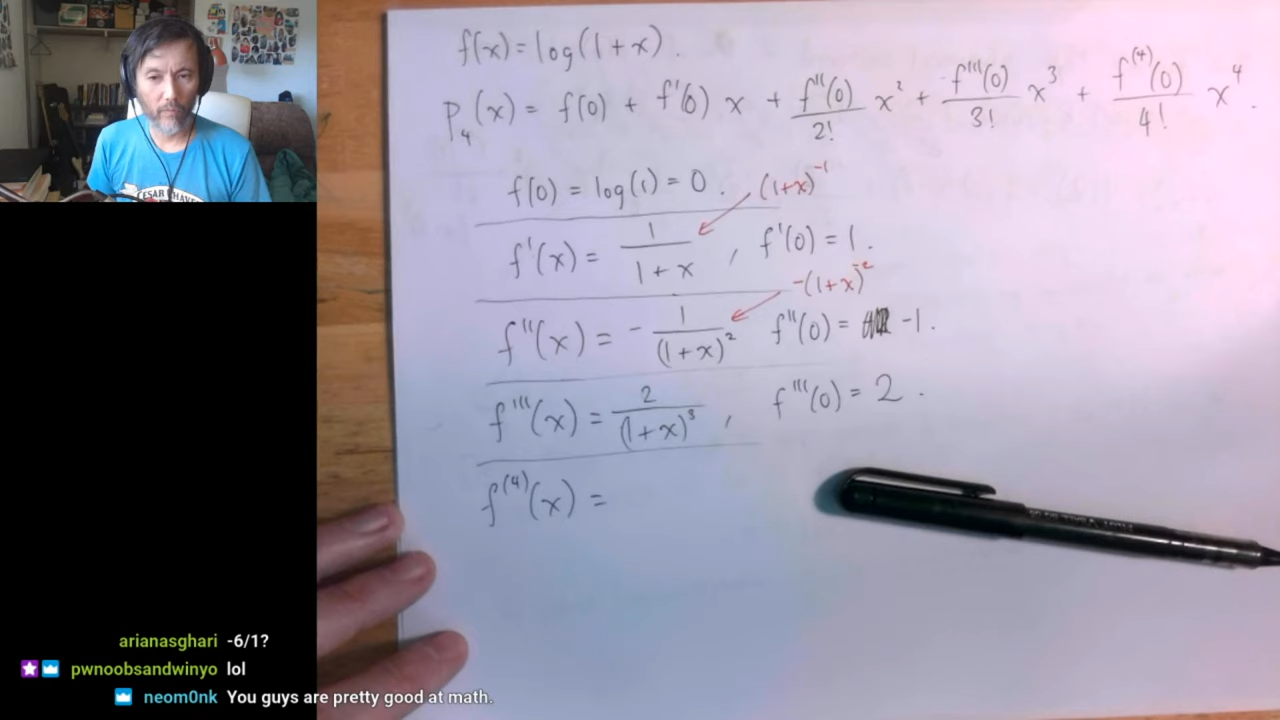 f(x) = log(1+x).
P₄(x) = f(0) + f'(0) x + f''(0)/2! x² + f'''(0)/3! x³ + f⁽⁴⁾(0)/4! x⁴.
f(0) = log(1) = 0. (1+x)⁻¹
f'(x) = 1/(1+x), f'(0) = 1.
-(1+x)⁻²
f''(x) = - 1/(1+x)² f''(0) = -1.
f'''(x) = 2/(1+x)³, f'''(0) = 2.
f⁽⁴⁾(x) =
CESAR CHAVEZ
arianasghari -6/1?
pwnoobsandwinyo lol
neom0nk You guys are pretty good at math.